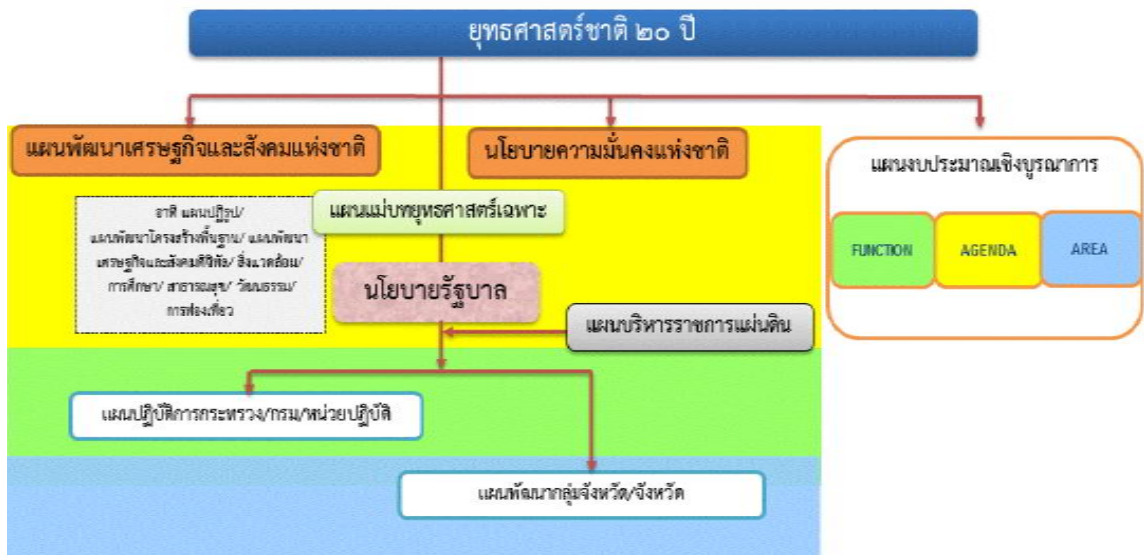 ยุทธศาสตร์ชาติ ๒๐ ปี
แผนพัฒนาเศรษฐกิจและสังคมแห่งชาติ
นโยบายความมั่นคงแห่งชาติ
แผนงบประมาณเชิงบูรณาการ
แผนแม่บทยุทธศาสตร์เฉพาะ
อาทิ แผนปฏิรูป/
แผนพัฒนาโครงสร้างพื้นฐาน/ แผนพัฒนา
เศรษฐกิจและสังคมดิจิทัล/ สิ่งแวดล้อม/
การศึกษา/ สาธารณสุข/ วัฒนธรรม/
การท่องเที่ยว
FUNCTION
AGENDA
AREA
นโยบายรัฐบาล
แผนบริหารราชการแผ่นดิน
แผนปฏิบัติการกระทรวง/กรม/หน่วยปฏิบัติ
แผนพัฒนากลุ่มจังหวัด/จังหวัด